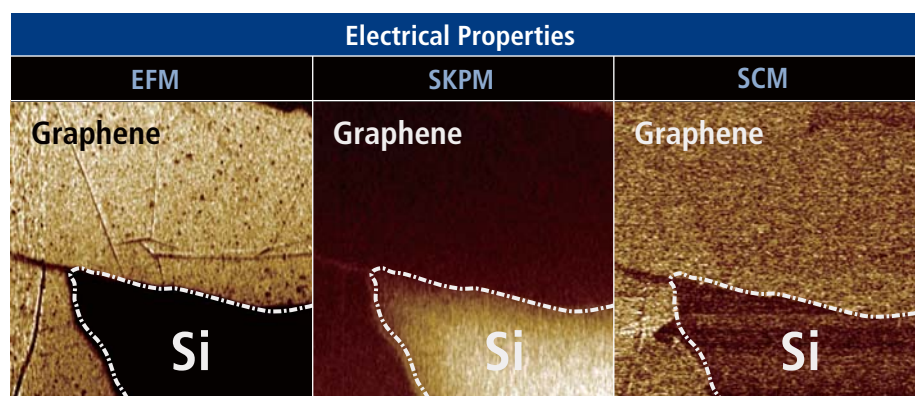 Electrical Properties
EFM SKPM SCM
Graphene Graphene Graphene
Si Si Si